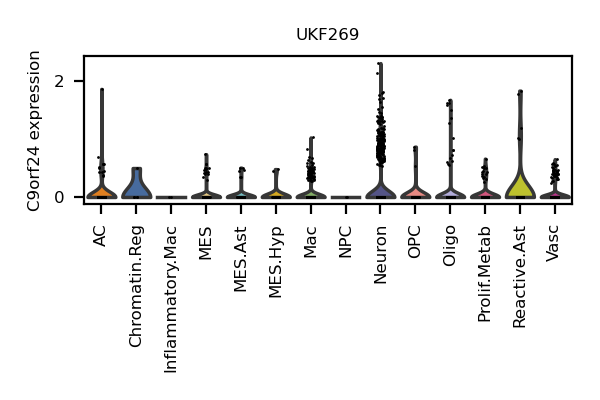 UKF269
C9orf24 expression
2
0
AC
Chromatin.Reg
Inflammatory.Mac
MES
MES.Ast
MES.Hyp
Mac
NPC
Neuron
OPC
Oligo
Prolif.Metab
Reactive.Ast
Vasc